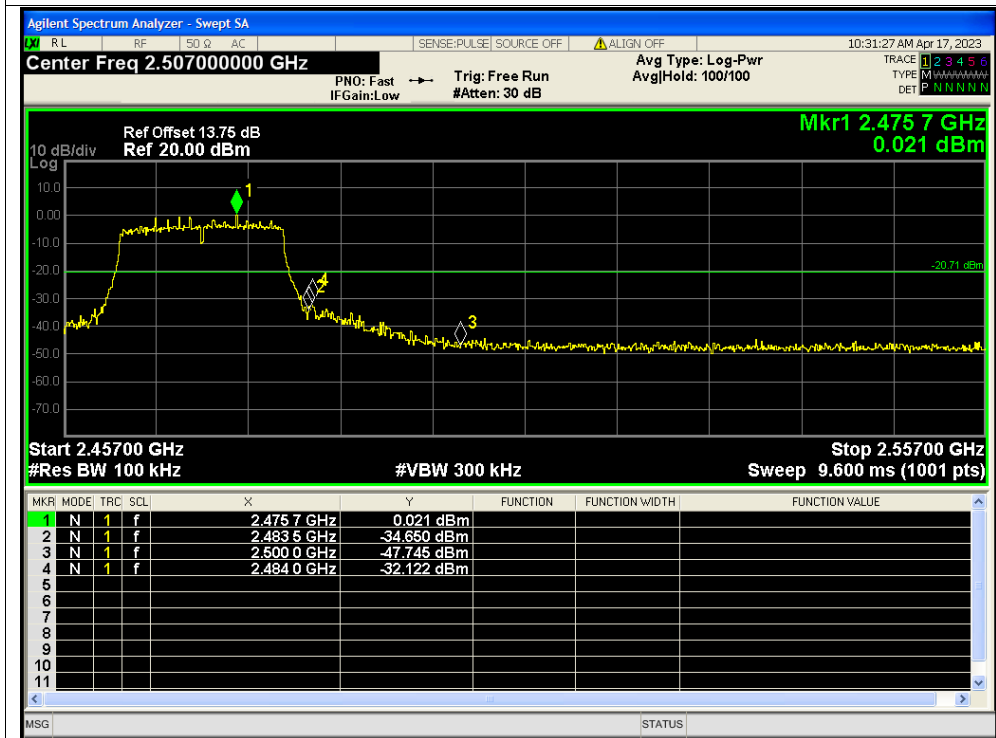 Agilent Spectrum Analyzer - Swept SA
LXI RL RF 50 Ω AC SENSE:PULSE SOURCE OFF ALIGN OFF 10:31:27 AM Apr 17, 2023
Center Freq 2.507000000 GHz
PNO: Fast
IFGain:Low
Trig: Free Run
#Atten: 30 dB
Avg Type: Log-Pwr
Avg|Hold: 100/100
TRACE 1 2 3 4 5 6
TYPE M
DET P N N N N N
Mkr1 2.475 7 GHz
0.021 dBm
Ref Offset 13.75 dB
10 dB/div Ref 20.00 dBm
Log
10.0
0.00
-10.0
-20.0
-30.0
-40.0
-50.0
-60.0
-70.0
1
2
4
3
-20.71 dBm
Start 2.45700 GHz Stop 2.55700 GHz
#Res BW 100 kHz #VBW 300 kHz Sweep 9.600 ms (1001 pts)
MKR MODE TRC SCL X Y FUNCTION FUNCTION WIDTH FUNCTION VALUE
1 N 1 f 2.475 7 GHz 0.021 dBm
2 N 1 f 2.483 5 GHz -34.650 dBm
3 N 1 f 2.500 0 GHz -47.745 dBm
4 N 1 f 2.484 0 GHz -32.122 dBm
5
6
7
8
9
10
11
MSG STATUS